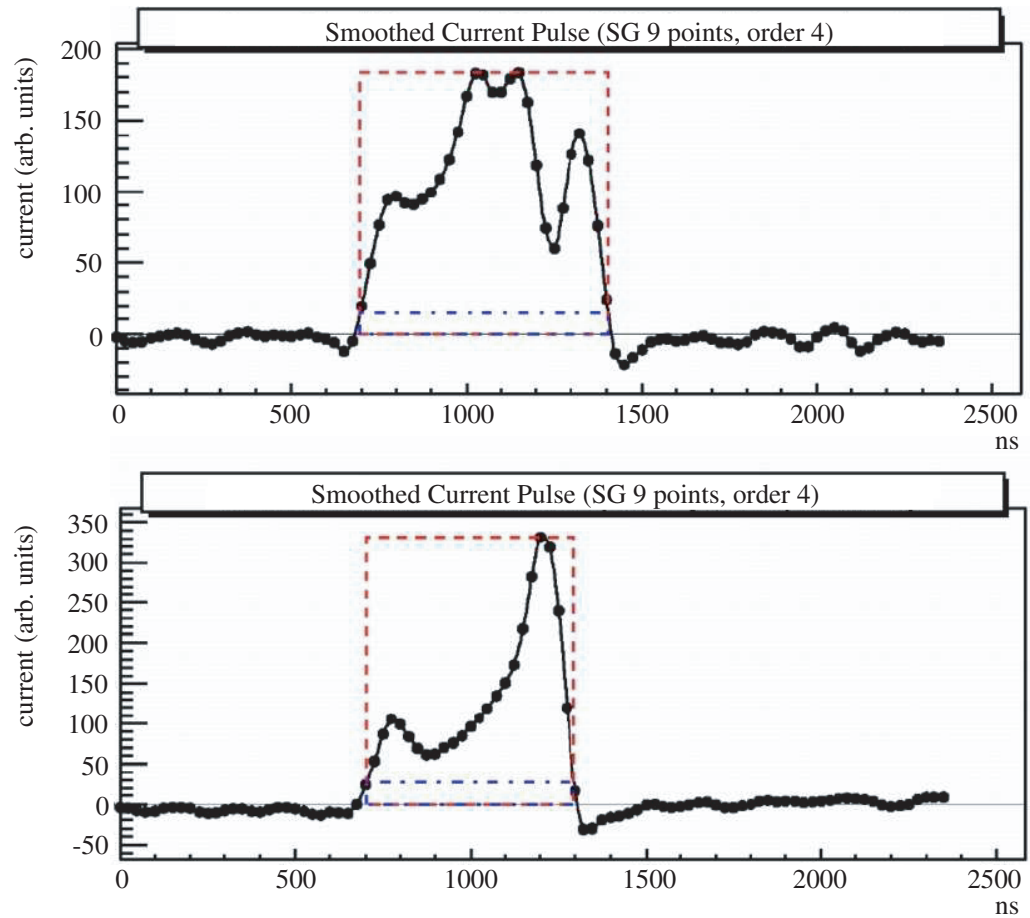 Smoothed Current Pulse (SG 9 points, order 4)
current (arb. units)
200
150
100
50
0
0 500 1000 1500 2000 2500
ns
Smoothed Current Pulse (SG 9 points, order 4)
current (arb. units)
350
300
250
200
150
100
50
0
-50
0 500 1000 1500 2000 2500
ns